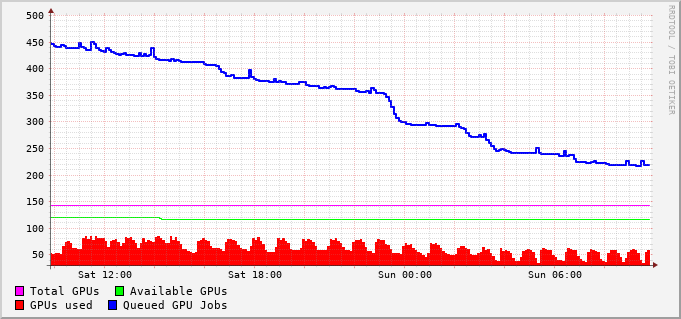 500
450
400
350
300
250
200
150
100
50
Sat 12:00 Sat 18:00 Sun 00:00 Sun 06:00
Total GPUs Available GPUs
GPUs used Queued GPU Jobs
RRDTOOL / TOBI OETIKER